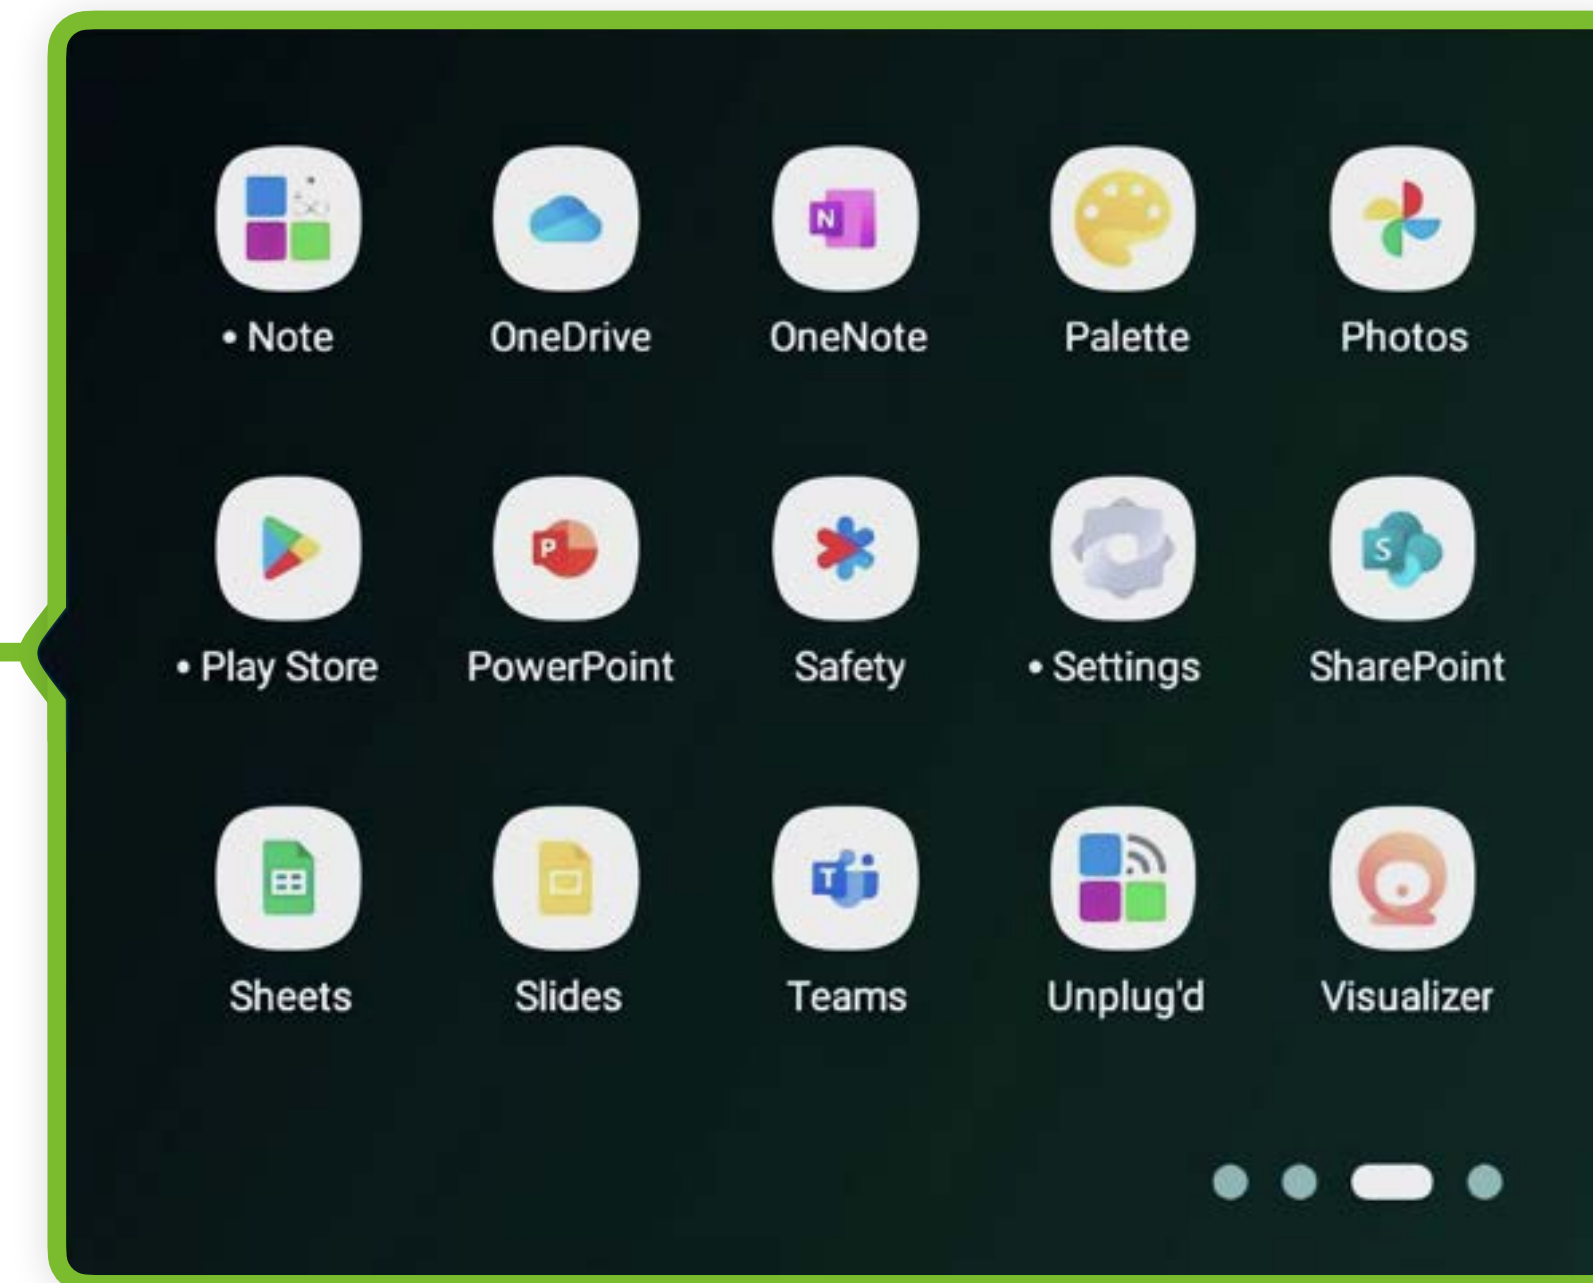 • Note OneDrive OneNote Palette Photos
• Play Store PowerPoint Safety • Settings SharePoint
Sheets Slides Teams Unplug'd Visualizer
N
P
S
T